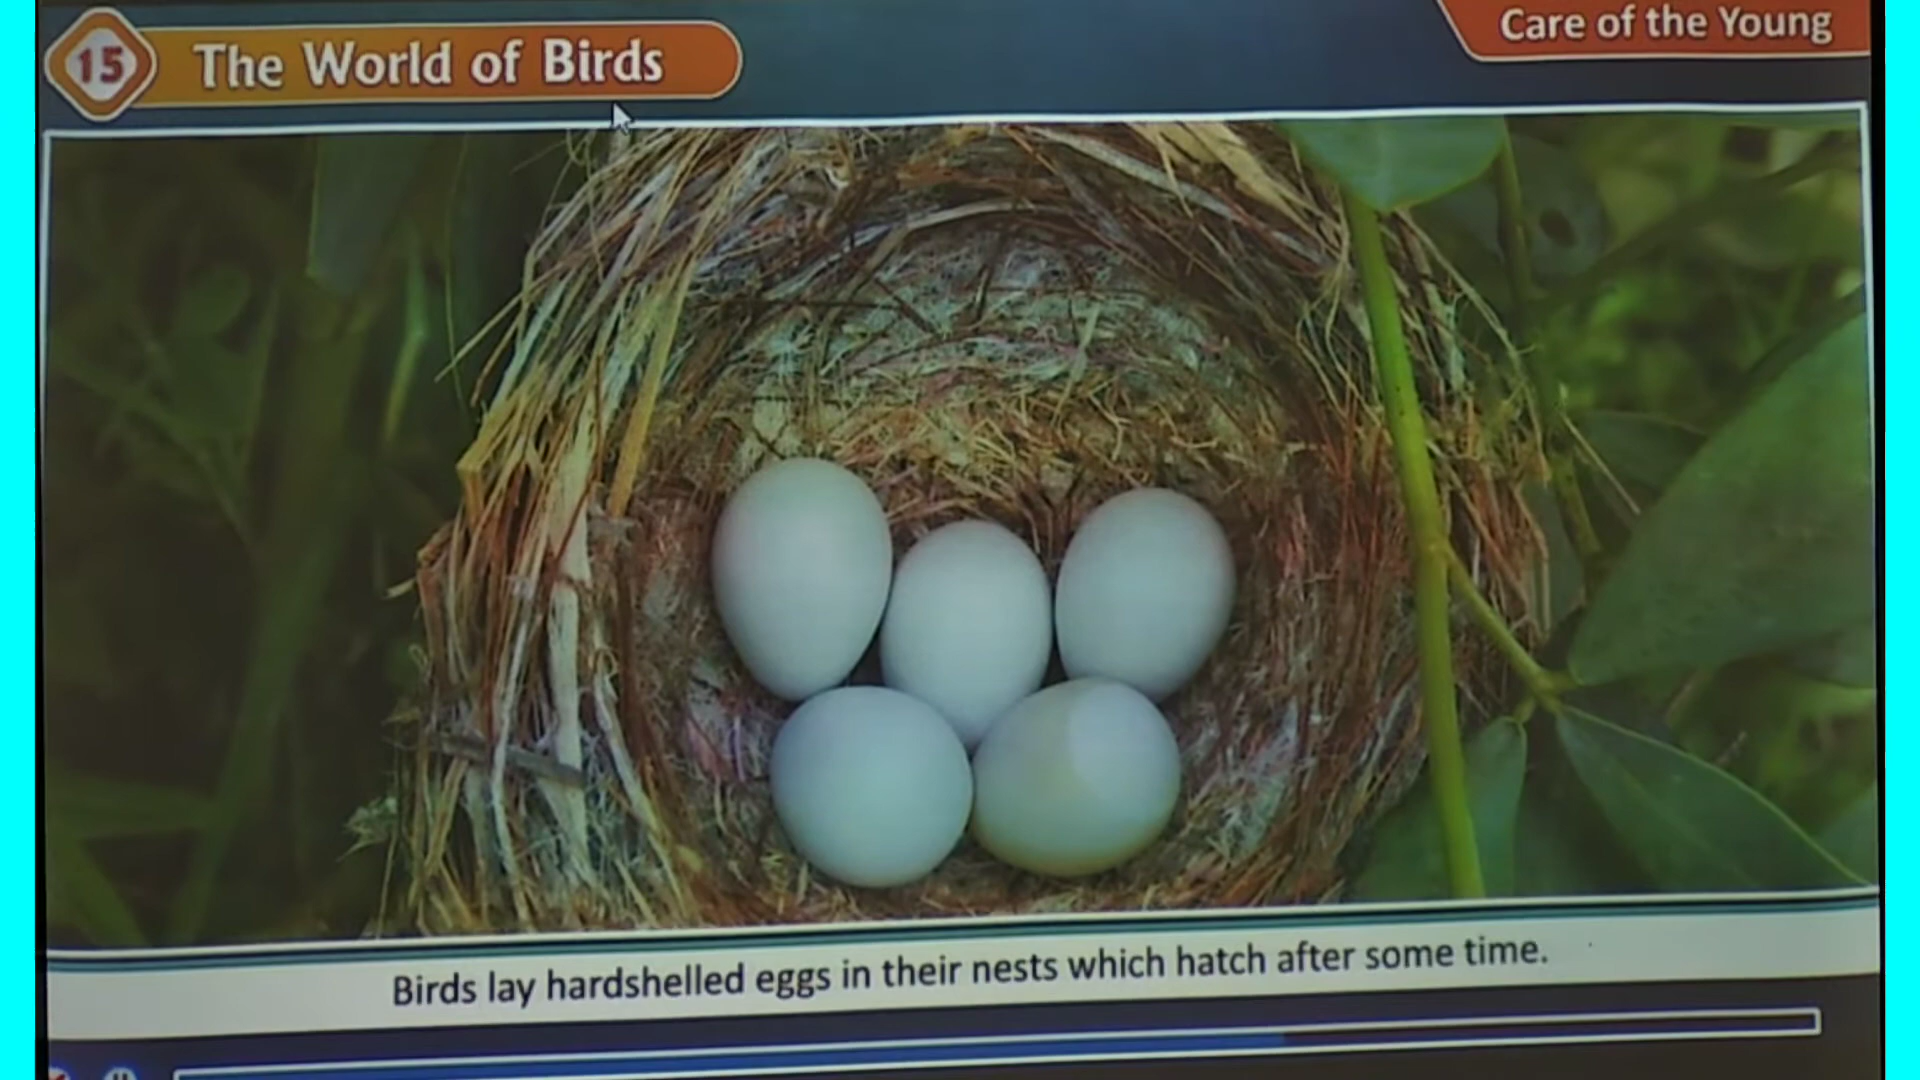 15 The World of Birds
Care of the Young
Birds lay hardshelled eggs in their nests which hatch after some time.